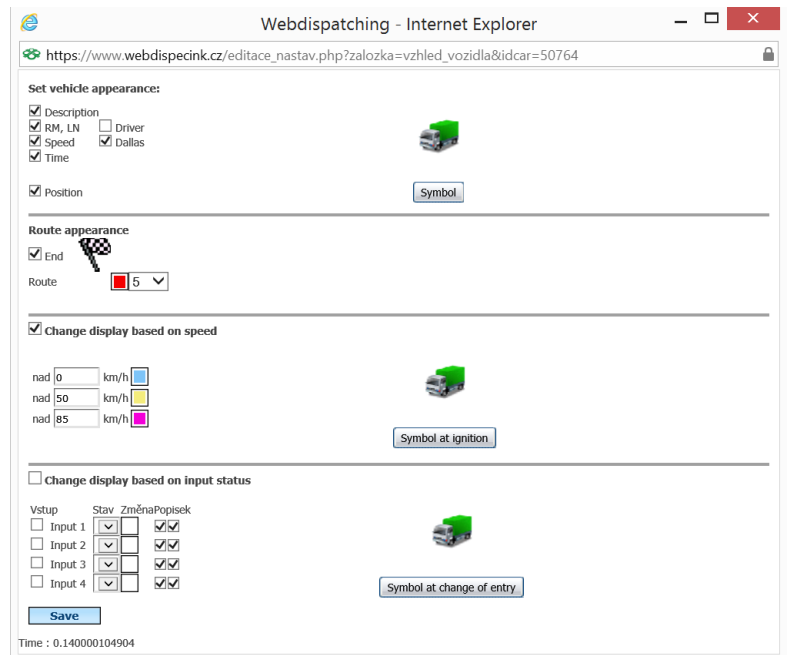 Webdispatching - Internet Explorer
https://www.webdispecink.cz/editace_nastav.php?zalozka=vzhled_vozidla&idcar=50764
Set vehicle appearance:
Description
RM, LN Driver
Speed Dallas
Time
Position
Symbol
Route appearance
End
Route 5
Change display based on speed
nad 0 km/h
nad 50 km/h
nad 85 km/h
Symbol at ignition
Change display based on input status
Vstup Stav ZměnaPopisek
Input 1
Input 2
Input 3
Input 4
Symbol at change of entry
Save
Time : 0.140000104904